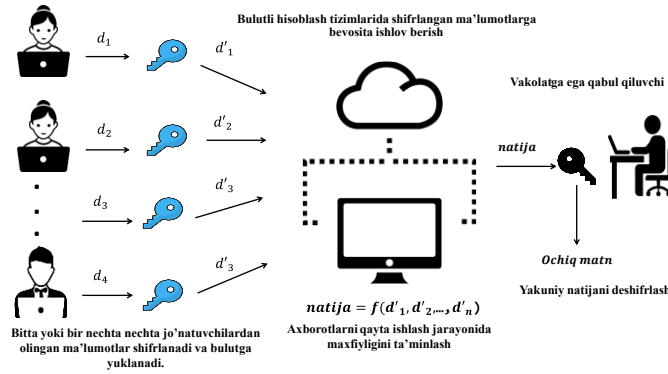 Bulutli hisoblash tizimlarida shifrlangan ma'lumotlarga
bevosita ishlov berish
d₁
d'₁
d₂
d'₂
d₃
d'₃
d₄
d'₃
Vakolatga ega qabul qiluvchi
natija
Ochiq matn
Yakuniy natijani deshifrlash
natija = f(d'₁, d'₂,..., d'ₙ)
Axborotlarni qayta ishlash jarayonida
maxfiyligini ta'minlash
Bitta yoki bir nechta nechta jo'natuvchilardan
olingan ma'lumotlar shifrlanadi va bulutga
yuklanadi.